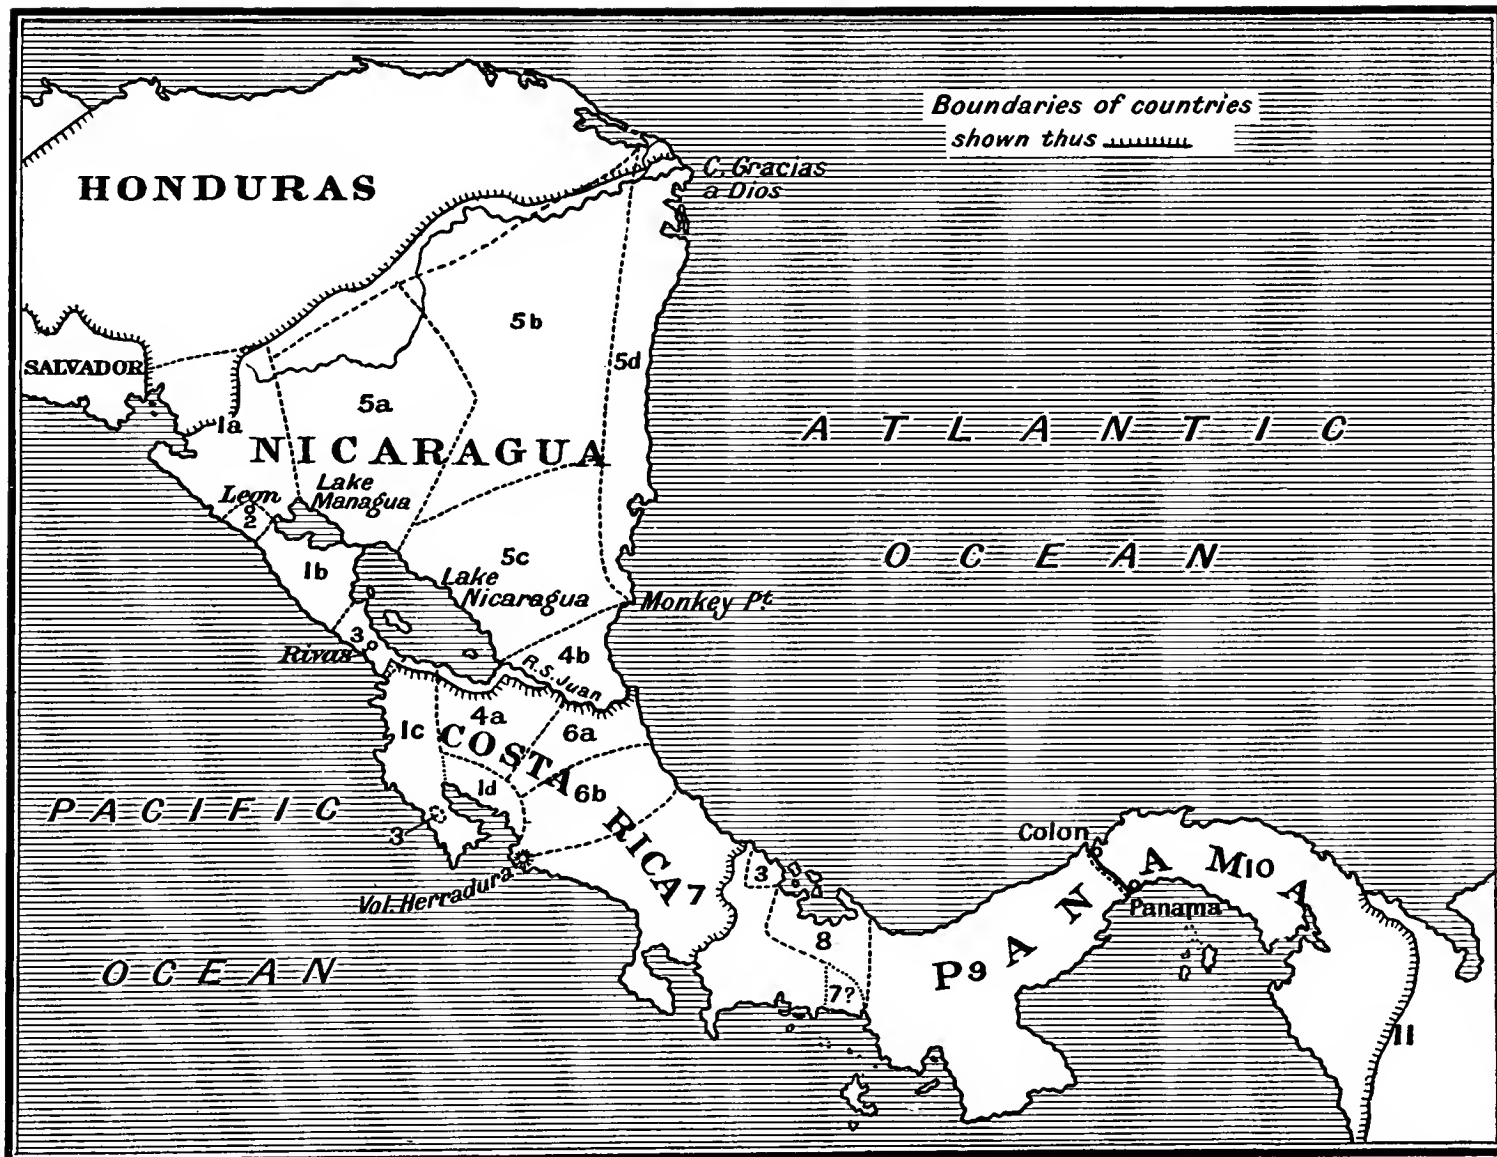 Boundaries of countries
shown thus
C. Gracias
a Dios
HONDURAS
5b
SALVADOR
5d
5a
1a
NICARAGUA
ATLANTIC
Leon
2
Lake
Managua
OCEAN
5c
1b
Lake
Nicaragua
Monkey Pt.
3
Rivas
4b
R.S. Juan
4a
1c
6a
COSTA RICA
1d
6b
PACIFIC
3
Colon
Vol. Herradura
7
3
PANAMA
10
Panama
8
OCEAN
9
7?
11